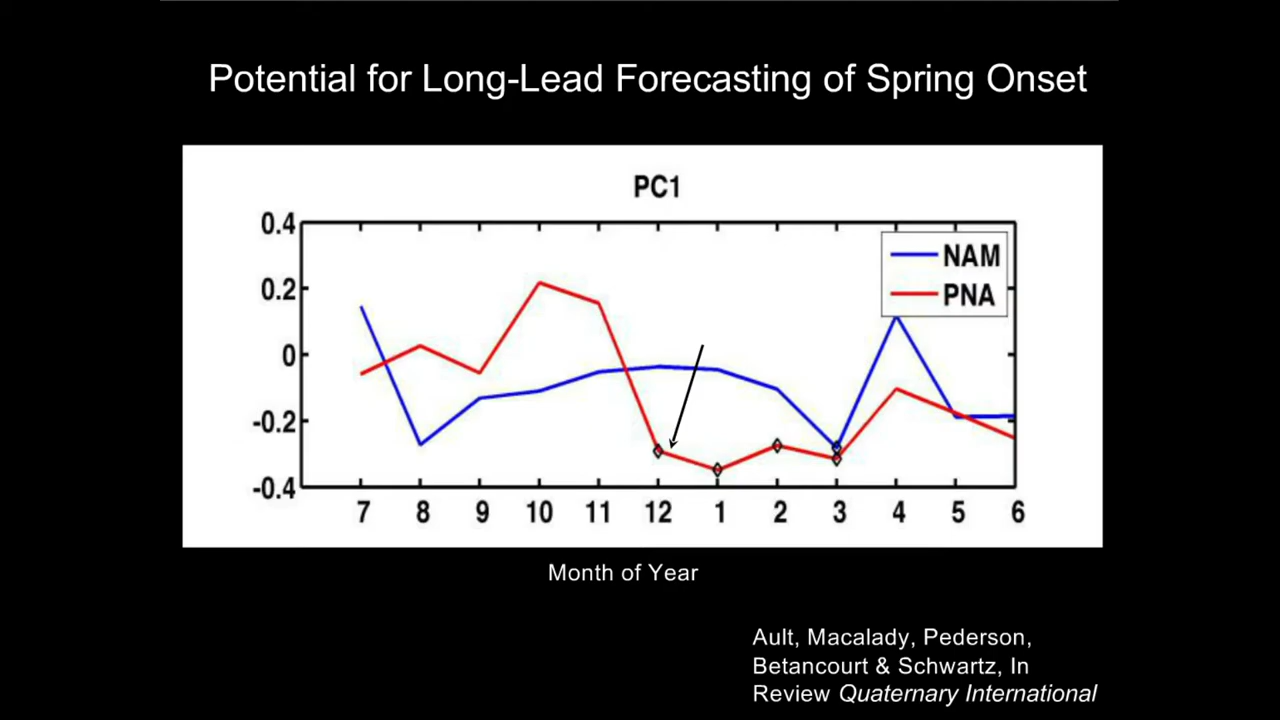 Potential for Long-Lead Forecasting of Spring Onset
PC1
0.4
0.2
0
-0.2
-0.4
NAM
PNA
7 8 9 10 11 12 1 2 3 4 5 6
Month of Year
Ault, Macalady, Pederson,
Betancourt & Schwartz, In
Review Quaternary International